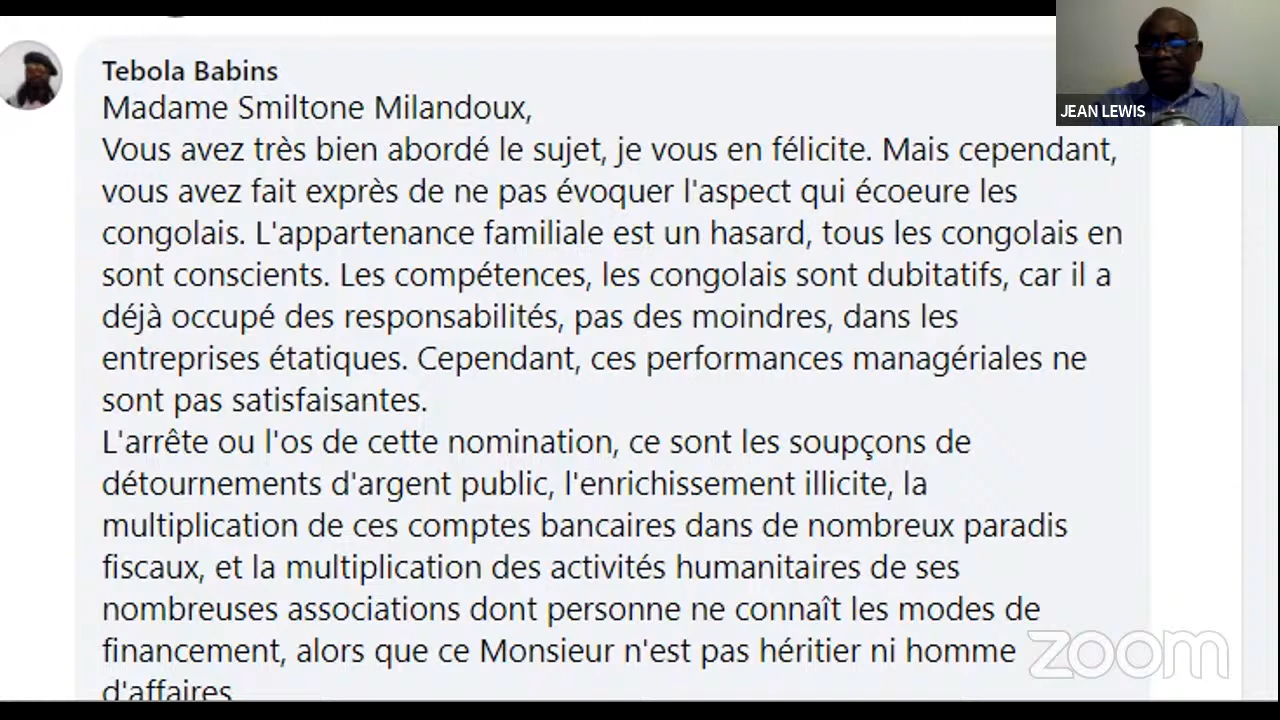 Tebola Babins
Madame Smiltone Milandoux,
Vous avez très bien abordé le sujet, je vous en félicite. Mais cependant,
vous avez fait exprès de ne pas évoquer l'aspect qui écoeure les
congolais. L'appartenance familiale est un hasard, tous les congolais en
sont conscients. Les compétences, les congolais sont dubitatifs, car il a
déjà occupé des responsabilités, pas des moindres, dans les
entreprises étatiques. Cependant, ces performances managériales ne
sont pas satisfaisantes.
L'arrête ou l'os de cette nomination, ce sont les soupçons de
détournements d'argent public, l'enrichissement illicite, la
multiplication de ces comptes bancaires dans de nombreux paradis
fiscaux, et la multiplication des activités humanitaires de ses
nombreuses associations dont personne ne connaît les modes de
financement, alors que ce Monsieur n'est pas héritier ni homme
d'affaires.
JEAN LEWIS
zoom